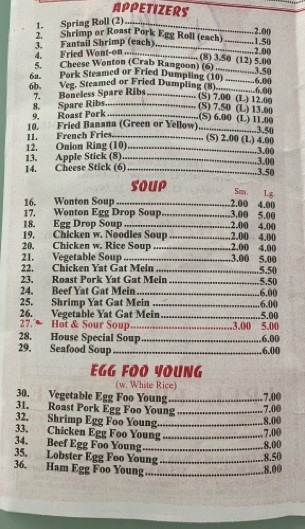 APPETIZERS
1. Spring Roll (2)..........2.00
2. Shrimp or Roast Pork Egg Roll (each)..........1.50
3. Fantail Shrimp (each)..........2.00
4. Fried Wont-on..........(8) 3.50 (12) 5.00
5. Cheese Wonton (Crab Rangoon) (6)..........3.50
6a. Pork Steamed or Fried Dumpling (10)..........6.00
6b. Veg. Steamed or Fried Dumpling (8)..........6.00
7. Boneless Spare Ribs..........(S) 7.00 (L) 12.00
8. Spare Ribs..........(S) 7.50 (L) 13.00
9. Roast Pork..........(S) 6.00 (L) 11.00
10. Fried Banana (Green or Yellow)..........3.50
11. French Fries..........(S) 2.00 (L) 4.00
12. Onion Ring (10)..........3.00
13. Apple Stick (8)..........3.00
14. Cheese Stick (6)..........3.50
SOUP
Sm. Lg.
16. Wonton Soup..........2.00 4.00
17. Wonton Egg Drop Soup..........3.00 5.00
18. Egg Drop Soup..........2.00 4.00
19. Chicken w. Noodles Soup..........2.00 4.00
20. Chicken w. Rice Soup..........2.00 4.00
21. Vegetable Soup..........3.00 5.00
22. Chicken Yat Gat Mein..........5.50
23. Roast Pork Yat Gat Mein..........5.50
24. Beef Yat Gat Mein..........6.00
25. Shrimp Yat Gat Mein..........6.00
26. Vegetable Yat Gat Mein..........5.00
27. Hot & Sour Soup..........3.00 5.00
28. House Special Soup..........6.00
29. Seafood Soup..........6.00
EGG FOO YOUNG
(w. White Rice)
30. Vegetable Egg Foo Young..........7.00
31. Roast Pork Egg Foo Young..........7.00
32. Shrimp Egg Foo Young..........8.00
33. Chicken Egg Foo Young..........7.00
34. Beef Egg Foo Young..........8.00
35. Lobster Egg Foo Young..........8.50
36. Ham Egg Foo Young..........8.00